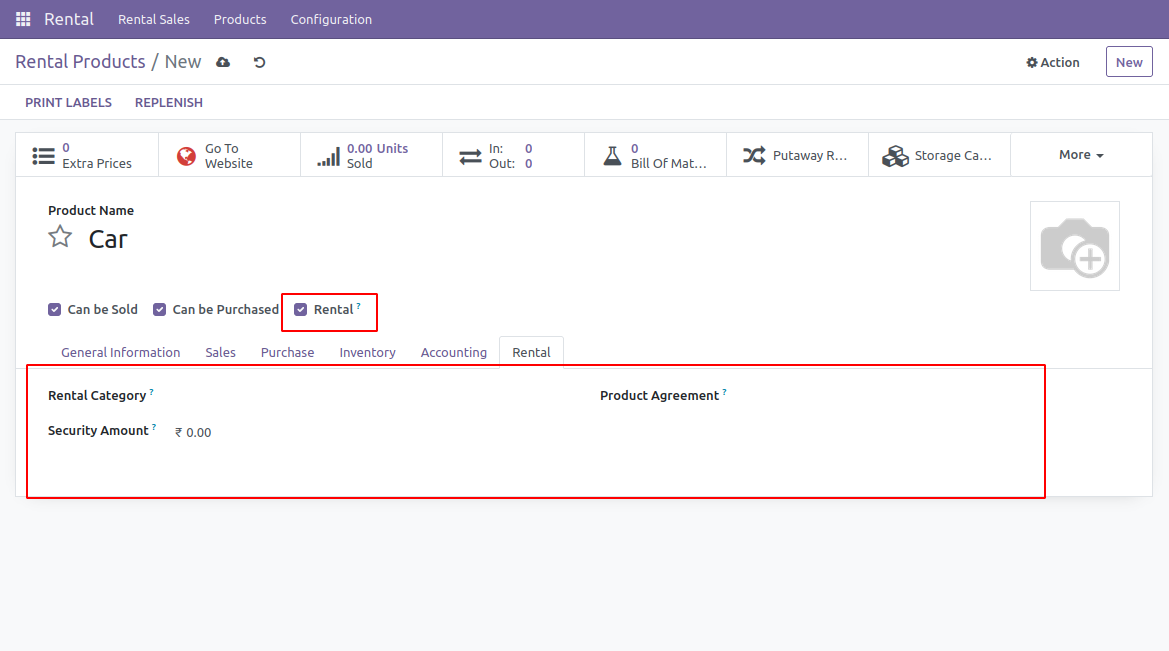 Rental Rental Sales Products Configuration
Rental Products / New Action New
PRINT LABELS REPLENISH
0
Extra Prices
Go To
Website
0.00 Units
Sold
In: 0
Out: 0
0
Bill Of Mat...
Putaway R...
Storage Ca...
More
Product Name
Car
Can be Sold Can be Purchased Rental ?
General Information Sales Purchase Inventory Accounting Rental
Rental Category ? Product Agreement ?
Security Amount ? ₹ 0.00